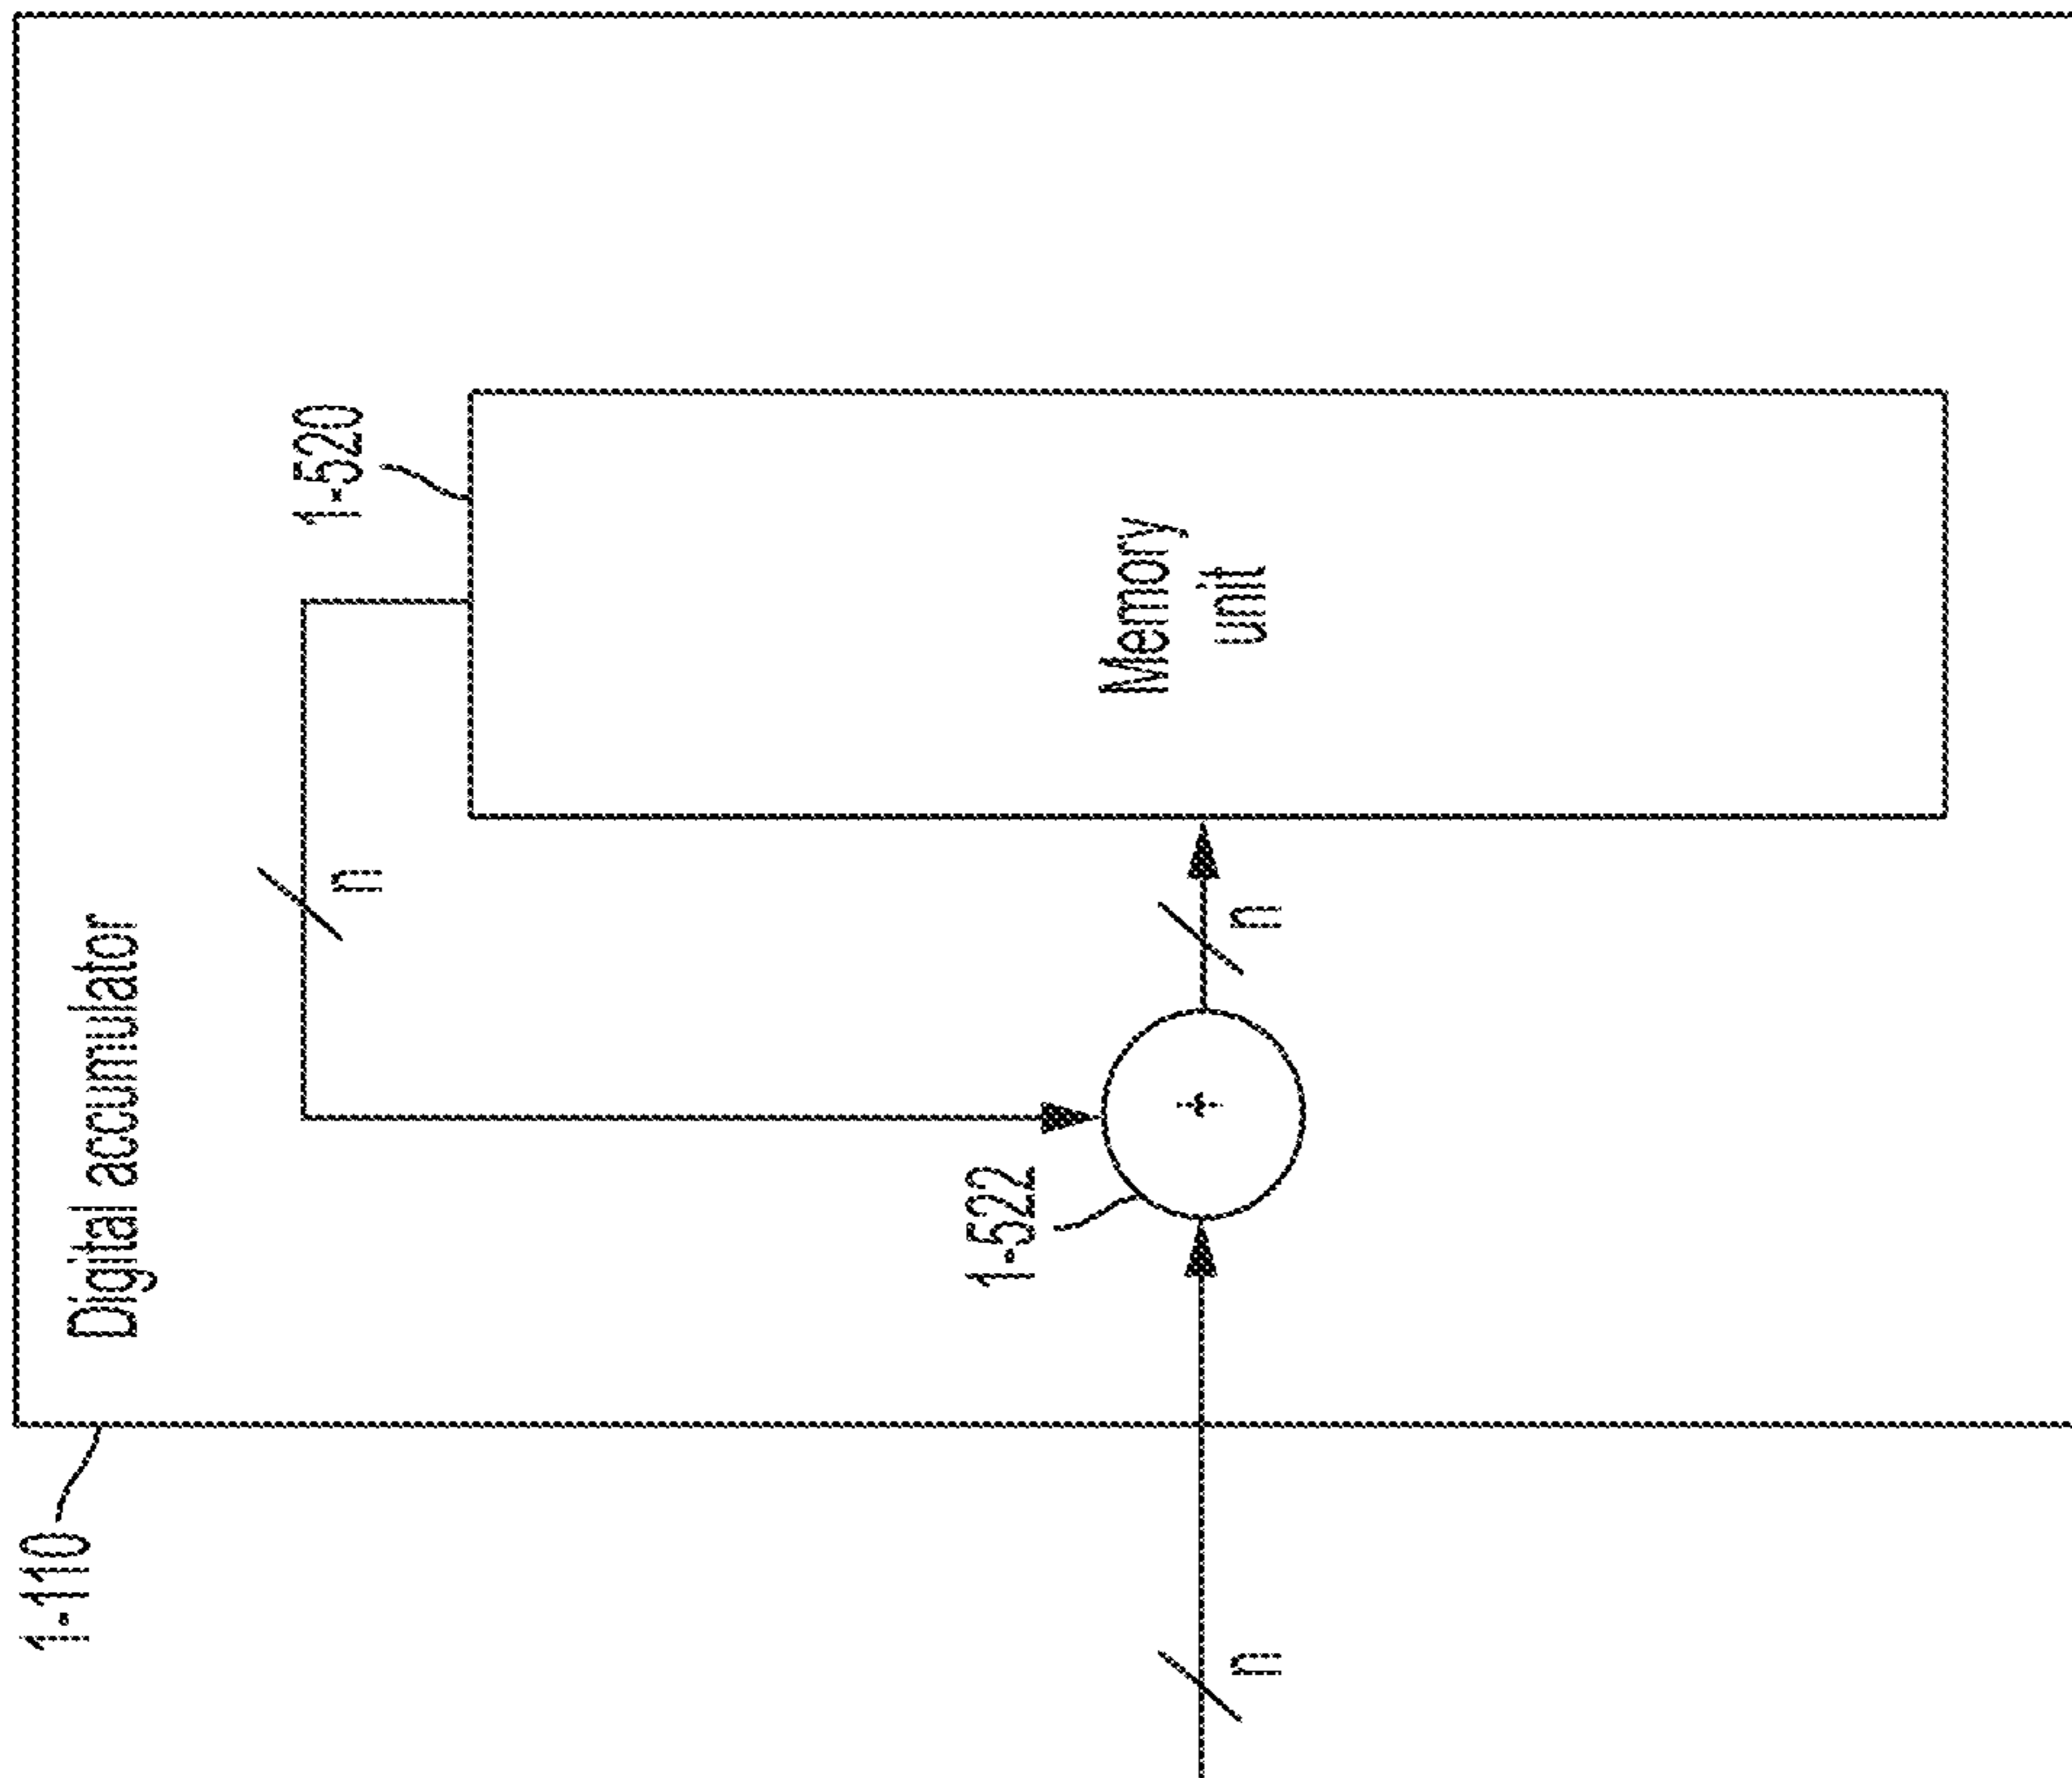 1-110
Digital accumulator
n
1-520
1-522
+
n
n
Memory
unit